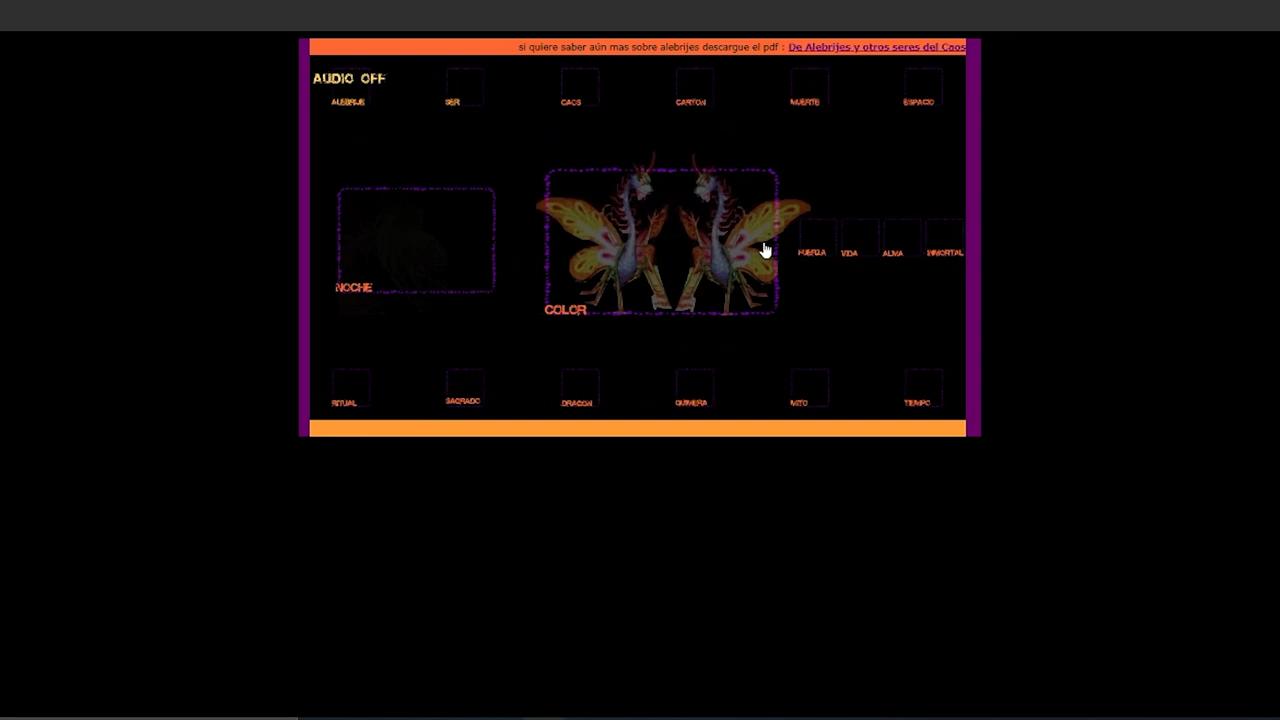 si quiere saber aún mas sobre alebrijes descargue el pdf : De Alebrijes y otros seres del Caos
AUDIO OFF
ALEBRIJE SER CAOS CARTON MUERTE ESPACIO
FUERZA VIDA ALMA INMORTAL
NOCHE
COLOR
RITUAL SAGRADO DRAGON QUIMERA MITO TIEMPO